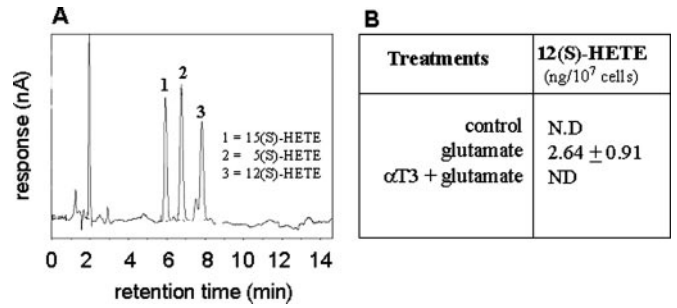 A
response (nA)
1
2
3
1 = 15(S)-HETE
2 = 5(S)-HETE
3 = 12(S)-HETE
0 2 4 6 8 10 12 14
retention time (min)
B
Treatments
12(S)-HETE
(ng/10⁷ cells)
control N.D
glutamate 2.64 ± 0.91
αT3 + glutamate ND